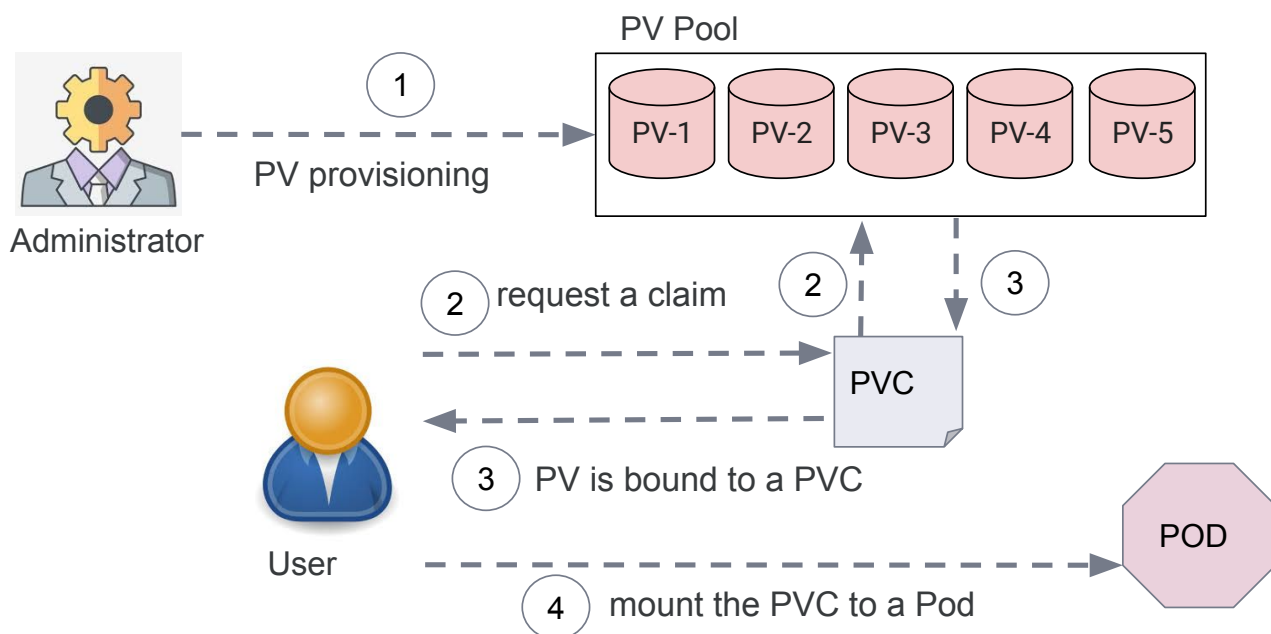 PV Pool
1
PV-1 PV-2 PV-3 PV-4 PV-5
PV provisioning
Administrator
2 request a claim
2
3
PVC
3 PV is bound to a PVC
POD
User
4 mount the PVC to a Pod